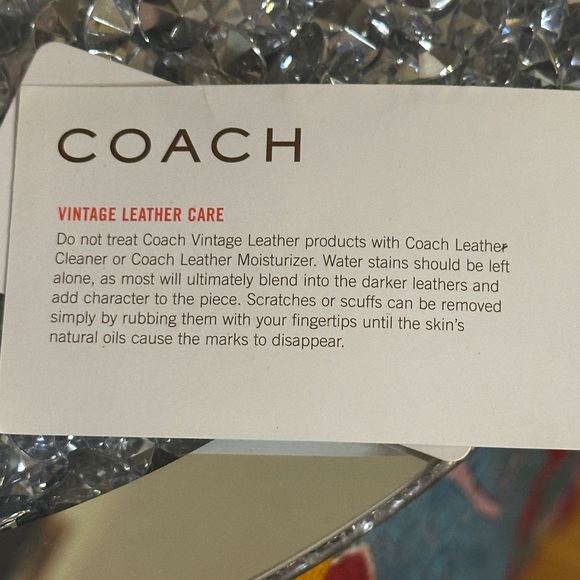 COACH
VINTAGE LEATHER CARE
Do not treat Coach Vintage Leather products with Coach Leather
Cleaner or Coach Leather Moisturizer. Water stains should be left
alone, as most will ultimately blend into the darker leathers and
add character to the piece. Scratches or scuffs can be removed
simply by rubbing them with your fingertips until the skin's
natural oils cause the marks to disappear.